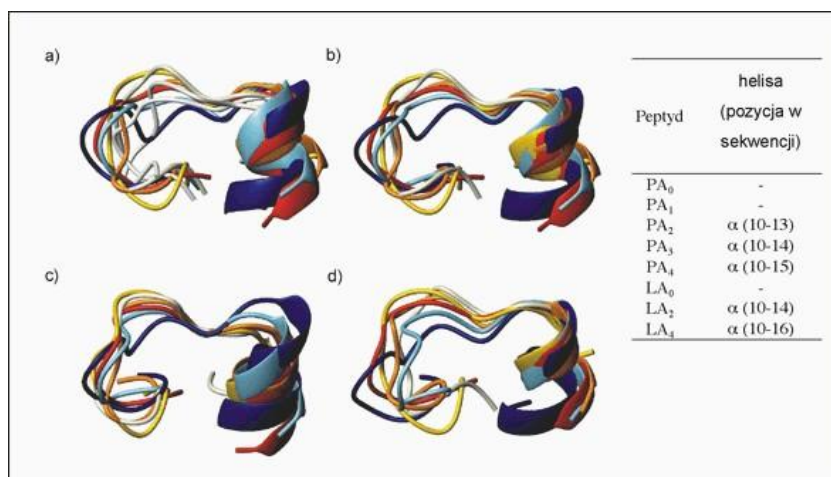 a)
b)
c)
d)
Peptyd
helisa
(pozycja w
sekwencji)
PA₀ -
PA₁ -
PA₂ α (10-13)
PA₃ α (10-14)
PA₄ α (10-15)
LA₀ -
LA₂ α (10-14)
LA₄ α (10-16)